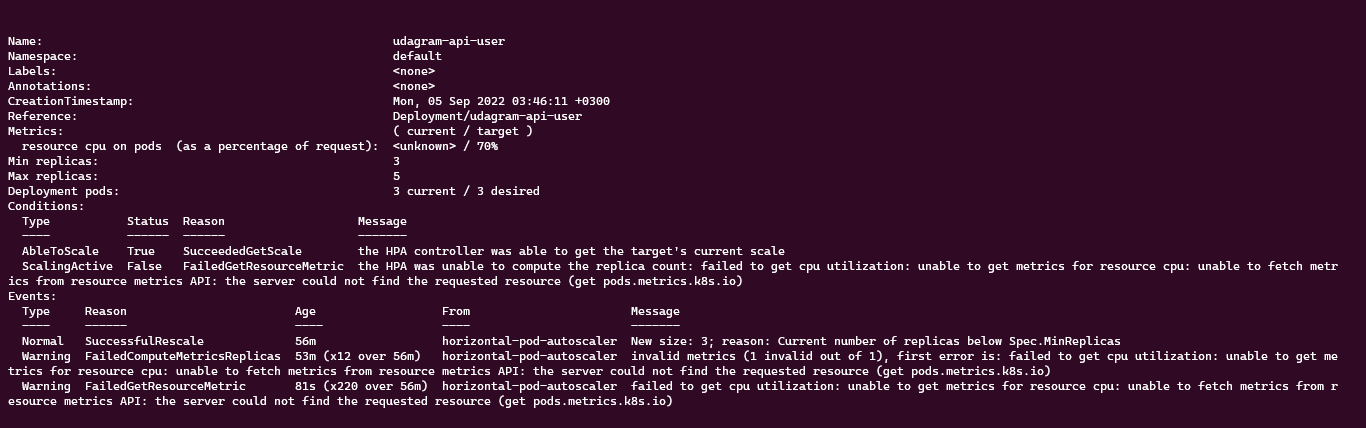 Name:                                                  udagram-api-user
Namespace:                                             default
Labels:                                                <none>
Annotations:                                           <none>
CreationTimestamp:                                     Mon, 05 Sep 2022 03:46:11 +0300
Reference:                                             Deployment/udagram-api-user
Metrics:                                               ( current / target )
  resource cpu on pods  (as a percentage of request):  <unknown> / 70%
Min replicas:                                          3
Max replicas:                                          5
Deployment pods:                                       3 current / 3 desired
Conditions:
  Type           Status  Reason                   Message
  ----           ------  ------                   -------
  AbleToScale    True    SucceededGetScale        the HPA controller was able to get the target's current scale
  ScalingActive  False   FailedGetResourceMetric  the HPA was unable to compute the replica count: failed to get cpu utilization: unable to get metrics for resource cpu: unable to fetch metr
ics from resource metrics API: the server could not find the requested resource (get pods.metrics.k8s.io)
Events:
  Type     Reason                        Age                  From                       Message
  ----     ------                        ----                 ----                       -------
  Normal   SuccessfulRescale             56m                  horizontal-pod-autoscaler  New size: 3; reason: Current number of replicas below Spec.MinReplicas
  Warning  FailedComputeMetricsReplicas  53m (x12 over 56m)   horizontal-pod-autoscaler  invalid metrics (1 invalid out of 1), first error is: failed to get cpu utilization: unable to get me
trics for resource cpu: unable to fetch metrics from resource metrics API: the server could not find the requested resource (get pods.metrics.k8s.io)
  Warning  FailedGetResourceMetric       81s (x220 over 56m)  horizontal-pod-autoscaler  failed to get cpu utilization: unable to get metrics for resource cpu: unable to fetch metrics from r
esource metrics API: the server could not find the requested resource (get pods.metrics.k8s.io)